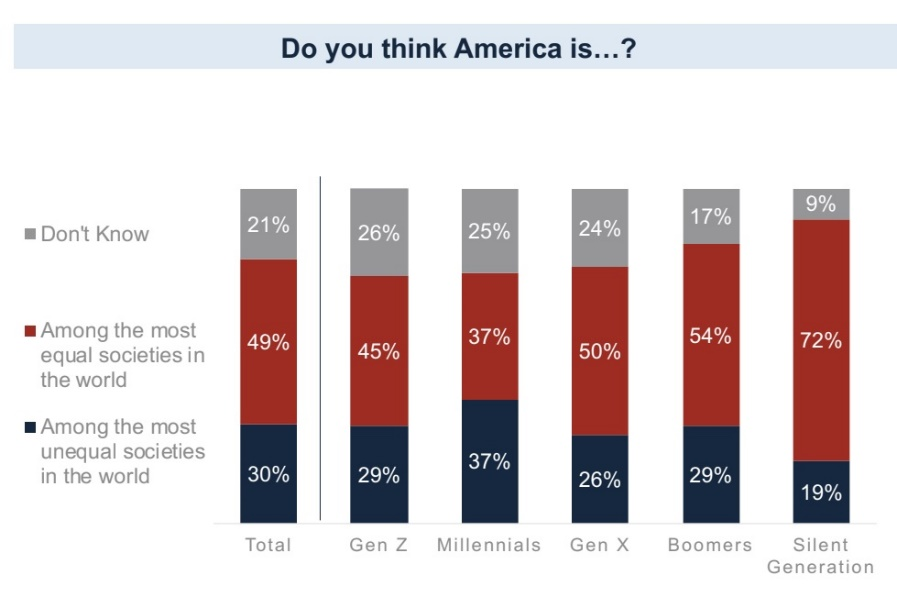 Do you think America is...?
Don't Know
Among the most
equal societies in
the world
Among the most
unequal societies
in the world
21%
26%
25%
24%
17%
9%
49%
45%
37%
50%
54%
72%
30%
29%
37%
26%
29%
19%
Total
Gen Z
Millennials
Gen X
Boomers
Silent
Generation